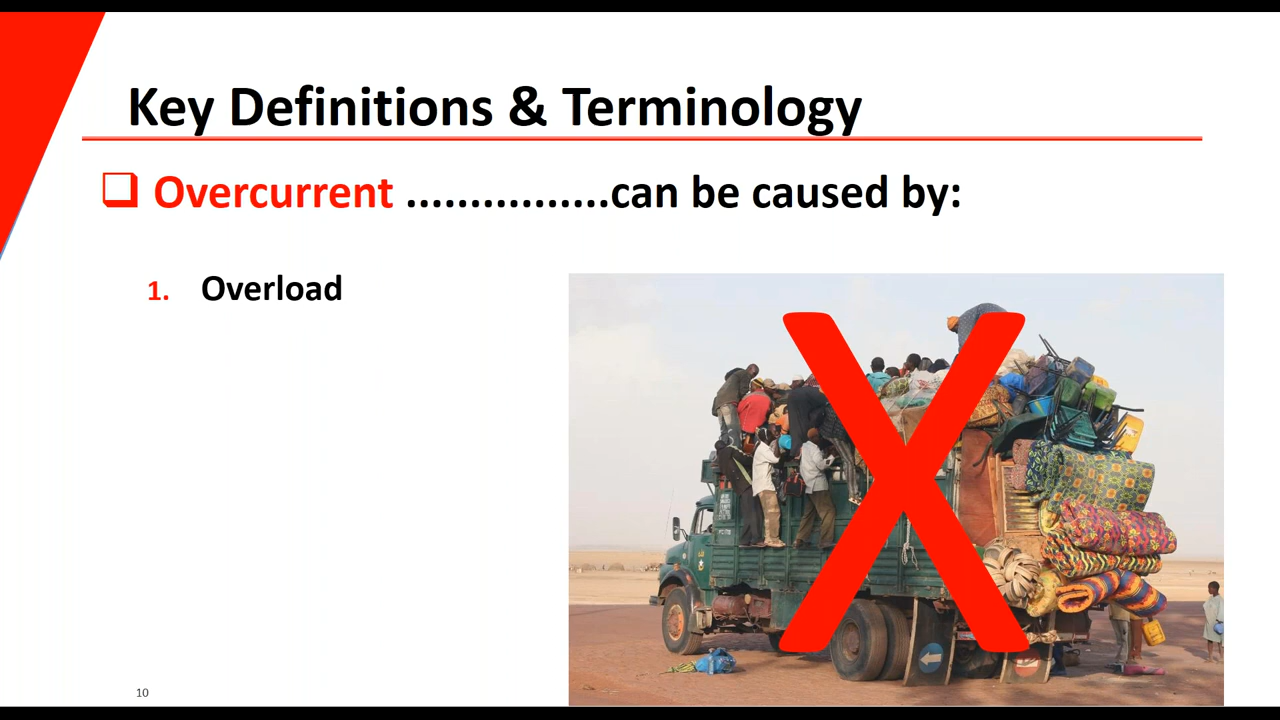 Key Definitions & Terminology
❑ Overcurrent ................can be caused by:
1. Overload
X
10